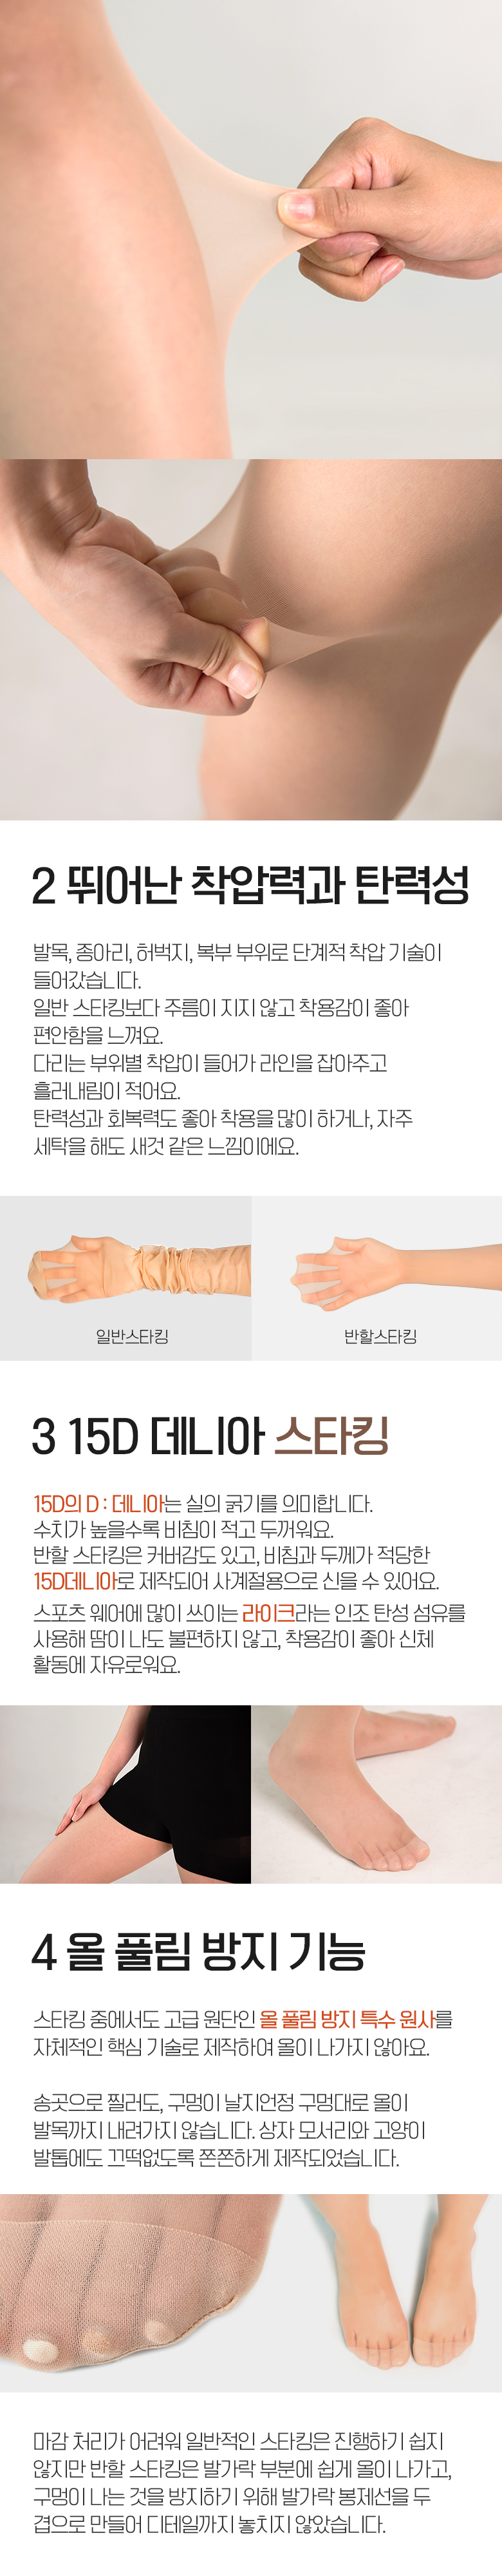 2 뛰어난 착압력과 탄력성
발목, 종아리, 허벅지, 복부 부위로 단계적 착압 기술이
들어갔습니다.
일반 스타킹보다 주름이 지지 않고 착용감이 좋아
편안함을 느껴요.
다리는 부위별 착압이 들어가 라인을 잡아주고
흘러내림이 적어요.
탄력성과 회복력도 좋아 착용을 많이 하거나, 자주
세탁을 해도 새것 같은 느낌이에요.
일반스타킹
반할스타킹
3 15D 데니아 스타킹
15D의 D : 데니아는 실의 굵기를 의미합니다.
수치가 높을수록 비침이 적고 두꺼워요.
반할 스타킹은 커버감도 있고, 비침과 두께가 적당한
15D데니아로 제작되어 사계절용으로 신을 수 있어요.
스포츠 웨어에 많이 쓰이는 라이크라라는 인조 탄성 섬유를
사용해 땀이 나도 불편하지 않고, 착용감이 좋아 신체
활동에 자유로워요.
4 올 풀림 방지 기능
스타킹 중에서도 고급 원단인 올 풀림 방지 특수 원사를
자체적인 핵심 기술로 제작하여 올이 나가지 않아요.
송곳으로 찔러도, 구멍이 날지언정 구멍대로 올이
발목까지 내려가지 않습니다. 상자 모서리와 고양이
발톱에도 끄떡없도록 쫀쫀하게 제작되었습니다.
마감 처리가 어려워 일반적인 스타킹은 진행하기 쉽지
않지만 반할 스타킹은 발가락 부분에 쉽게 올이 나가고,
구멍이 나는 것을 방지하기 위해 발가락 봉제선을 두
겹으로 만들어 디테일까지 놓치지 않았습니다.